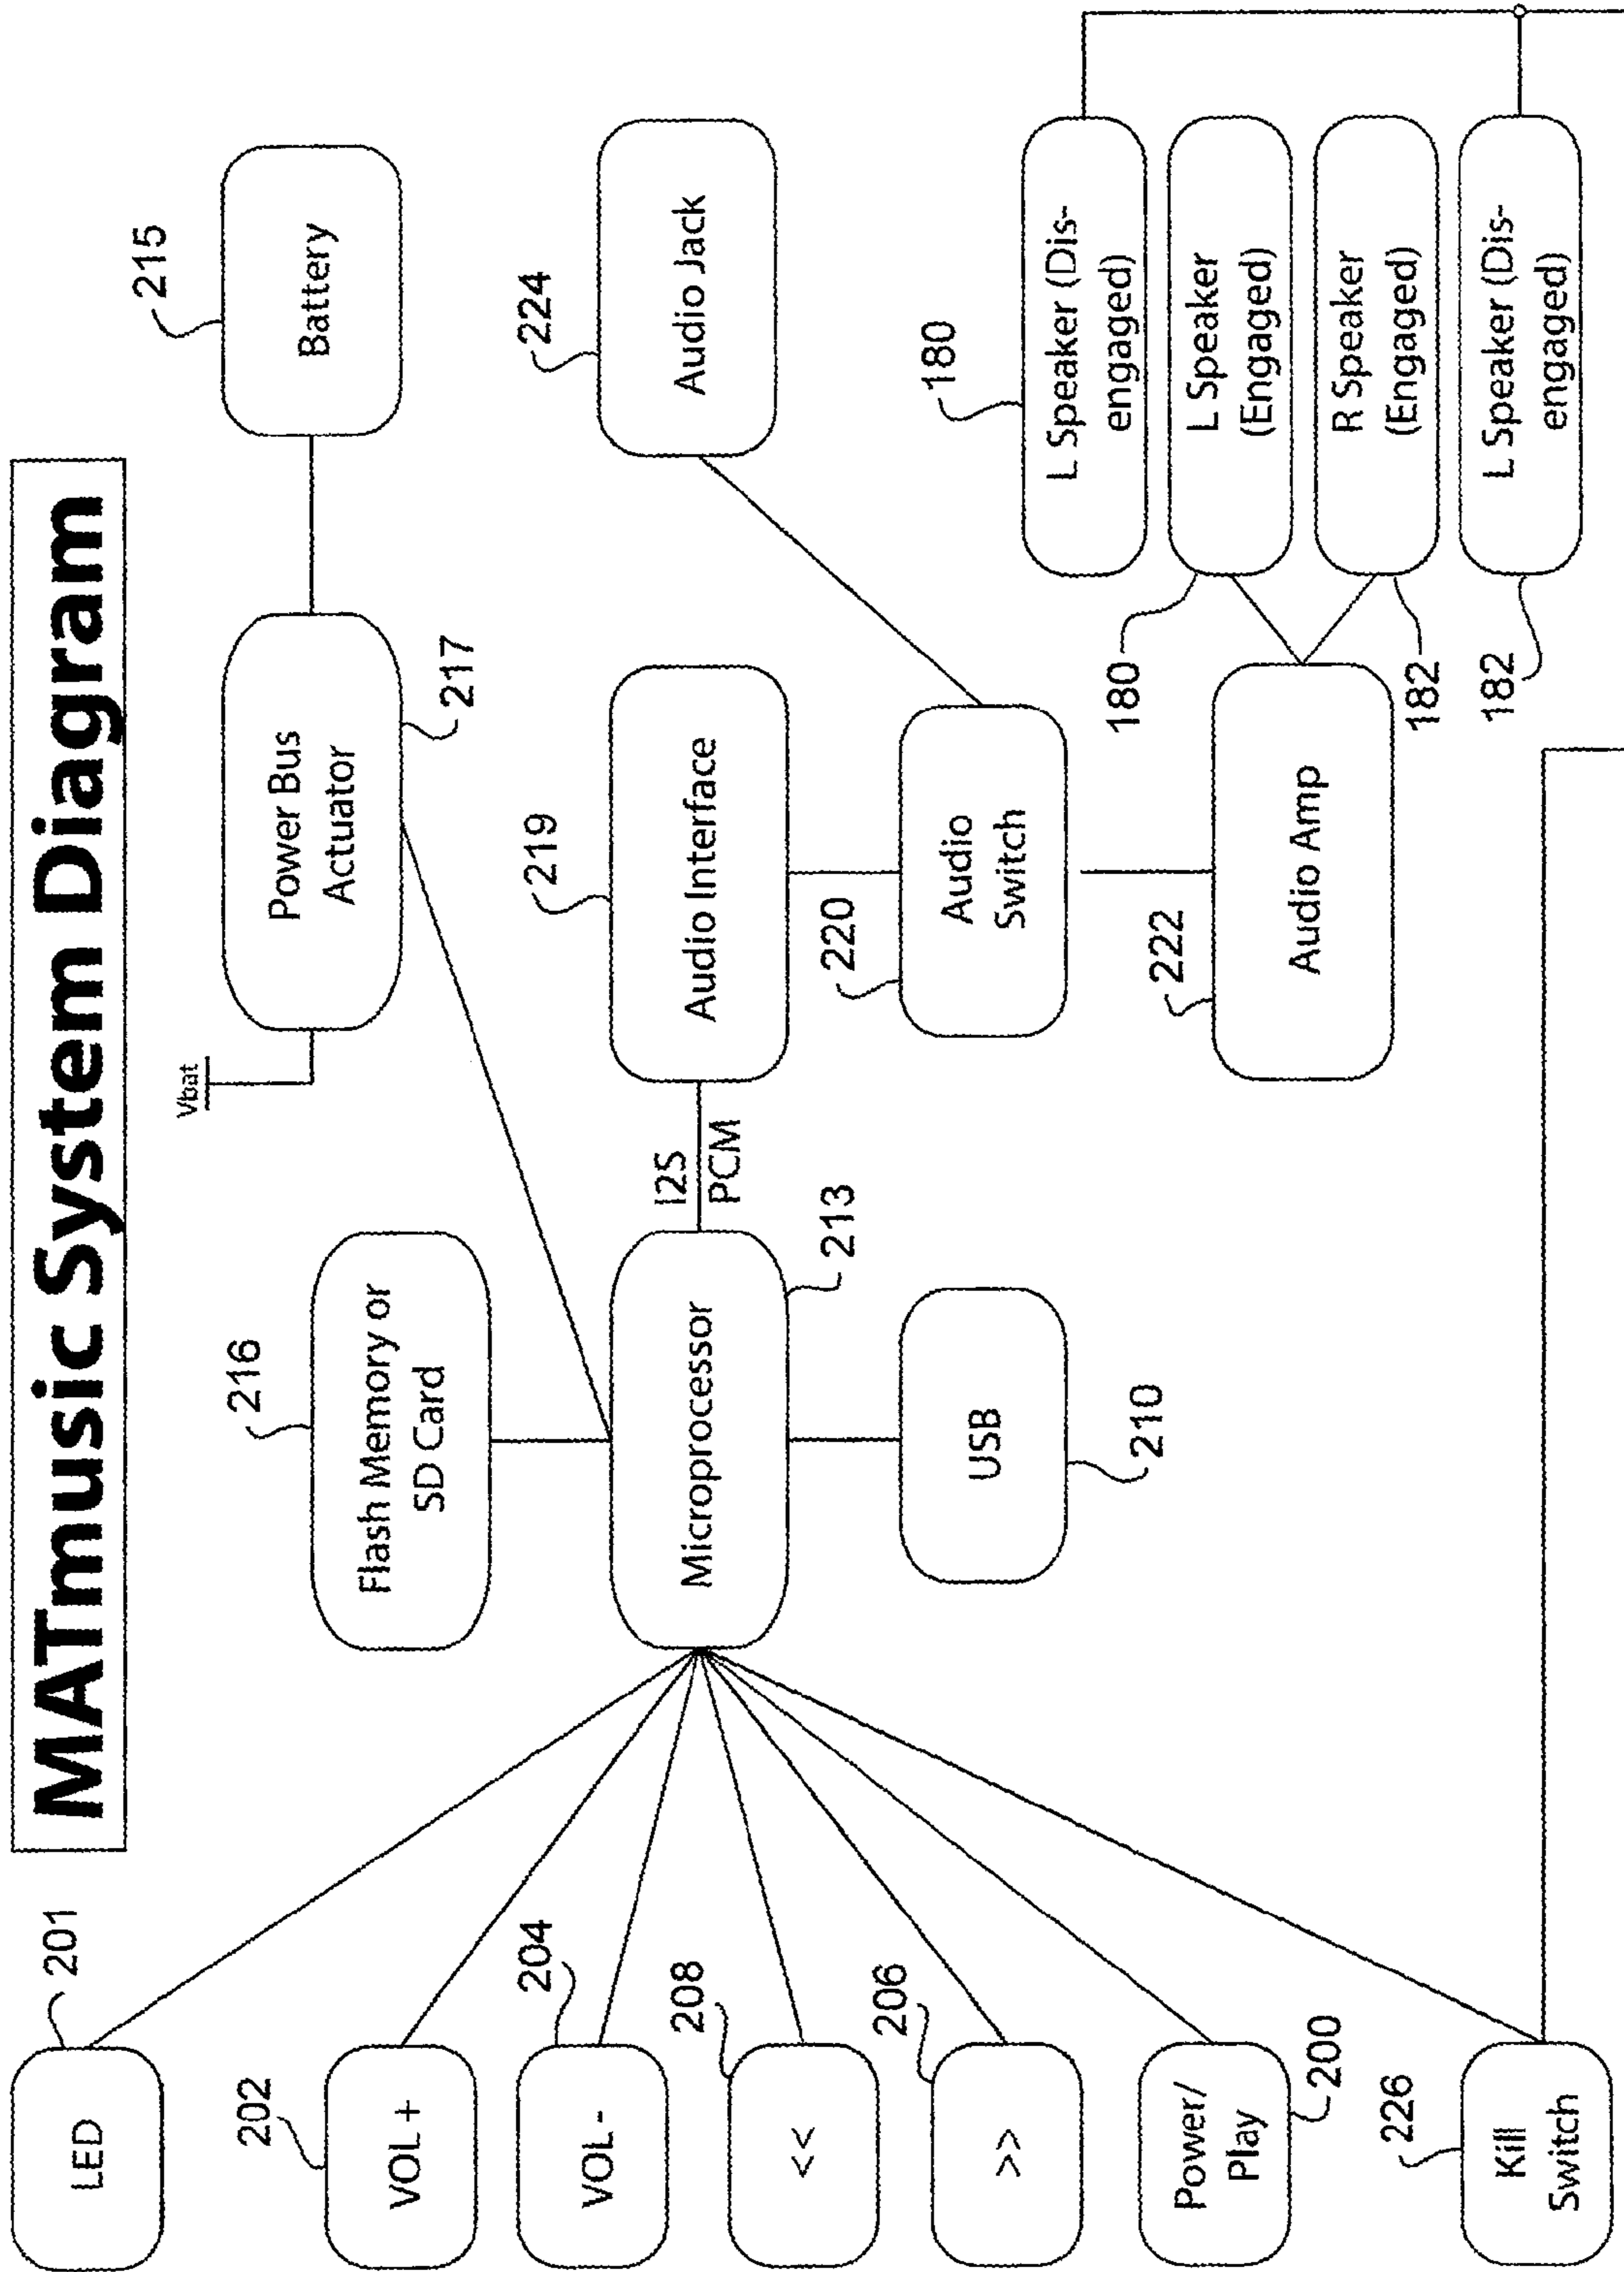 MATmusic System Diagram
201
LED
202
VOL +
204
VOL -
208
<<
206
>>
200
Power/
Play
226
Kill
Switch
216
Flash Memory or
SD Card
213
Microprocessor
210
USB
I2S
PCM
Vbat
217
Power Bus
Actuator
215
Battery
219
Audio Interface
220
Audio
Switch
222
Audio Amp
224
Audio Jack
180
L Speaker (Dis-
engaged)
180
L Speaker
(Engaged)
182
R Speaker
(Engaged)
182
L Speaker (Dis-
engaged)